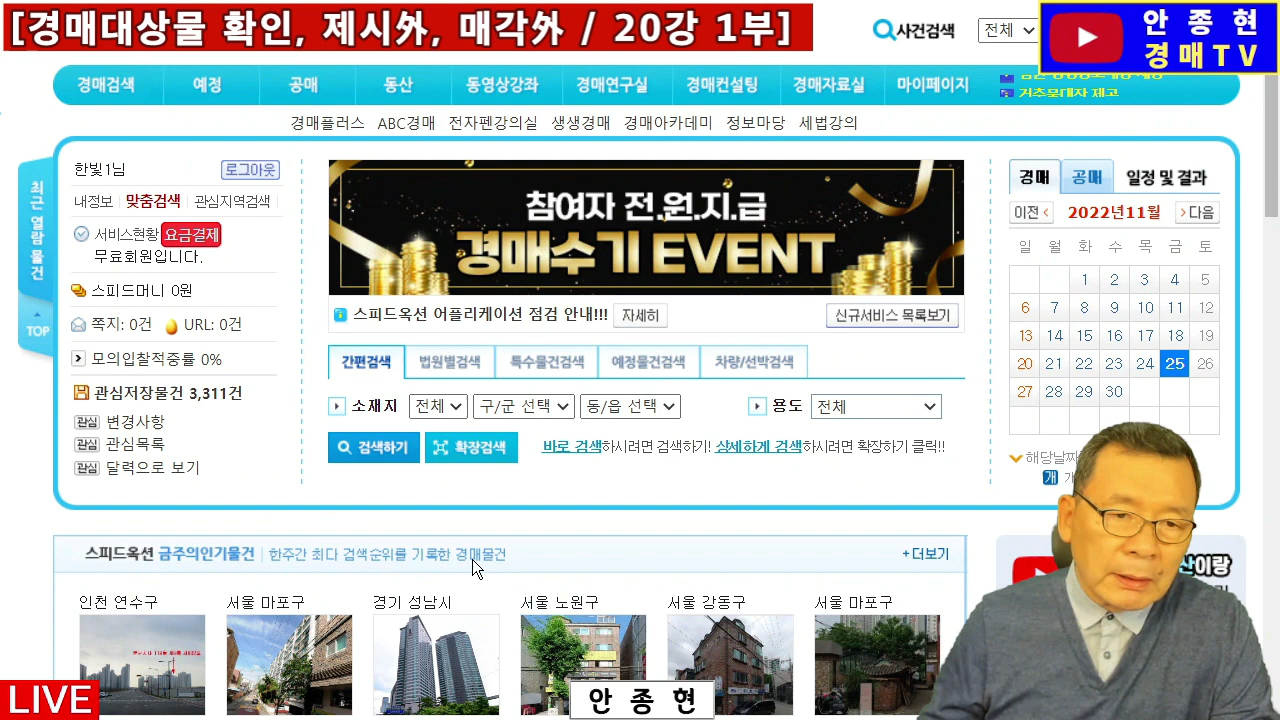 [경매대상물 확인, 제시外, 매각外 / 20강 1부]
사건검색 전체
안 종 현
경매TV
경매검색 예정 공매 동산 동영상강좌 경매연구실 경매컨설팅 경매자료실 마이페이지
경매플러스 ABC경매 전자펜강의실 생생경매 경매아카데미 정보마당 세법강의
최근 열람 물건
TOP
한빛1님 로그아웃
내정보 맞춤검색 관심지역검색
서비스현황 요금결제
무료회원입니다.
스피드머니 0원
쪽지: 0건 URL: 0건
모의입찰적중률 0%
관심저장물건 3,311건
관심 변경사항
관심 관심목록
관심 달력으로 보기
참여자 전.원.지.급
경매수기 EVENT
스피드옥션 어플리케이션 점검 안내!!! 자세히 신규서비스 목록보기
간편검색 법원별검색 특수물건검색 예정물건검색 차량/선박검색
소재지 전체 구/군 선택 동/읍 선택 용도 전체
검색하기 확장검색 바로 검색하시려면 검색하기! 상세하게 검색하시려면 확장하기 클릭!!
경매 공매 일정 및 결과
이전 2022년11월 다음
일 월 화 수 목 금 토
1 2 3 4 5
6 7 8 9 10 11 12
13 14 15 16 17 18 19
20 21 22 23 24 25 26
27 28 29 30
해당날짜
개
스피드옥션 금주의인기물건 한주간 최다 검색순위를 기록한 경매물건 +더보기
인천 연수구 서울 마포구 경기 성남시 서울 노원구 서울 강동구 서울 마포구
LIVE
안 종 현